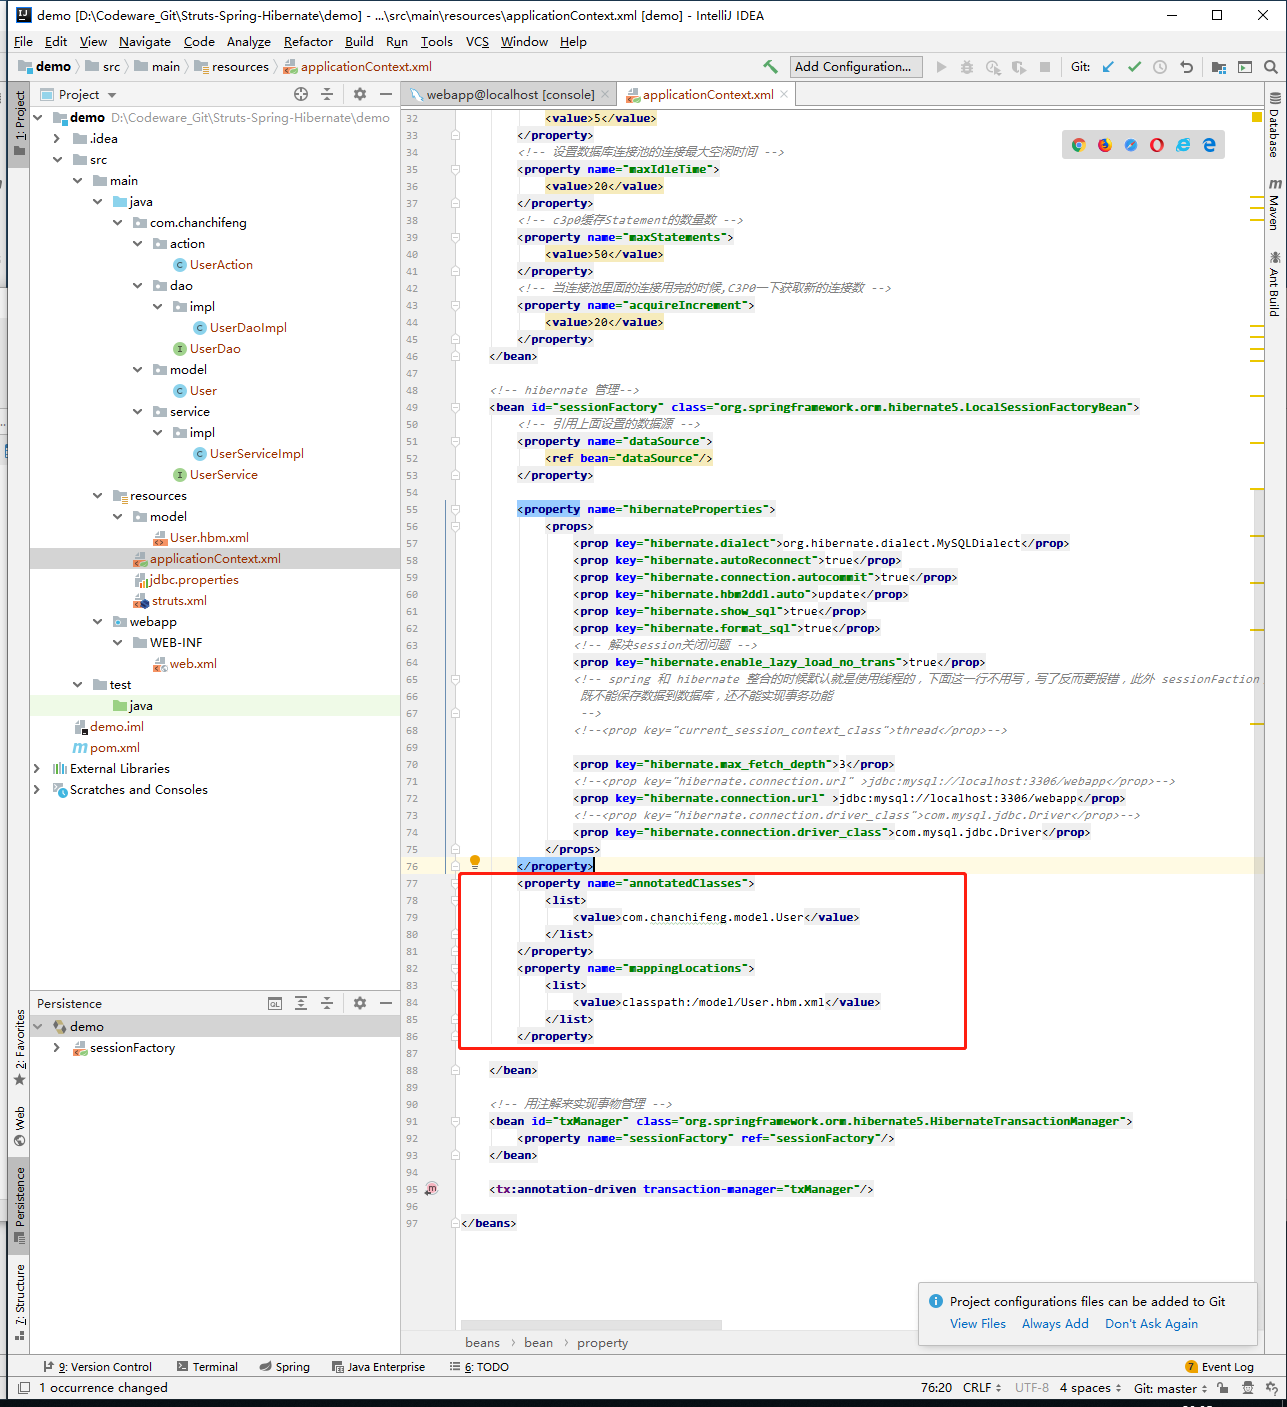 demo [D:\Codeware_Git\Struts-Spring-Hibernate\demo] - ...\src\main\resources\applicationContext.xml [demo] - IntelliJ IDEA
File Edit View Navigate Code Analyze Refactor Build Run Tools VCS Window Help
demo src main resources applicationContext.xml
Add Configuration...
Git:
Project
webapp@localhost [console]
applicationContext.xml
1: Project
demo D:\Codeware_Git\Struts-Spring-Hibernate\demo
.idea
src
main
java
com.chanchifeng
action
UserAction
dao
impl
UserDaoImpl
UserDao
model
User
service
impl
UserServiceImpl
UserService
resources
model
User.hbm.xml
applicationContext.xml
jdbc.properties
struts.xml
webapp
WEB-INF
web.xml
test
java
demo.iml
pom.xml
External Libraries
Scratches and Consoles
Persistence
demo
sessionFactory
2: Favorites
Web
Persistence
7: Structure
32 <value>5</value>
33 </property>
34 <!-- 设置数据库连接池的连接最大空闲时间 -->
35 <property name="maxIdleTime">
36 <value>20</value>
37 </property>
38 <!-- c3p0缓存Statement的数量数 -->
39 <property name="maxStatements">
40 <value>50</value>
41 </property>
42 <!-- 当连接池里面的连接用完的时候,C3P0一下获取新的连接数 -->
43 <property name="acquireIncrement">
44 <value>20</value>
45 </property>
46 </bean>
47
48 <!-- hibernate 管理-->
49 <bean id="sessionFactory" class="org.springframework.orm.hibernate5.LocalSessionFactoryBean">
50 <!-- 引用上面设置的数据源 -->
51 <property name="dataSource">
52 <ref bean="dataSource"/>
53 </property>
54
55 <property name="hibernateProperties">
56 <props>
57 <prop key="hibernate.dialect">org.hibernate.dialect.MySQLDialect</prop>
58 <prop key="hibernate.autoReconnect">true</prop>
59 <prop key="hibernate.connection.autocommit">true</prop>
60 <prop key="hibernate.hbm2ddl.auto">update</prop>
61 <prop key="hibernate.show_sql">true</prop>
62 <prop key="hibernate.format_sql">true</prop>
63 <!-- 解决session关闭问题 -->
64 <prop key="hibernate.enable_lazy_load_no_trans">true</prop>
65 <!-- spring 和 hibernate 整合的时候默认就是使用线程的，下面这一行不用写，写了反而要报错，此外 sessionFaction
66 既不能保存数据到数据库，还不能实现事务功能
67 -->
68 <!--<prop key="current_session_context_class">thread</prop>-->
69
70 <prop key="hibernate.max_fetch_depth">3</prop>
71 <!--<prop key="hibernate.connection.url" >jdbc:mysql://localhost:3306/webapp</prop>-->
72 <prop key="hibernate.connection.url" >jdbc:mysql://localhost:3306/webapp</prop>
73 <!--<prop key="hibernate.connection.driver_class">com.mysql.jdbc.Driver</prop>-->
74 <prop key="hibernate.connection.driver_class">com.mysql.jdbc.Driver</prop>
75 </props>
76 </property>
77 <property name="annotatedClasses">
78 <list>
79 <value>com.chanchifeng.model.User</value>
80 </list>
81 </property>
82 <property name="mappingLocations">
83 <list>
84 <value>classpath:/model/User.hbm.xml</value>
85 </list>
86 </property>
87
88 </bean>
89
90 <!-- 用注解来实现事物管理 -->
91 <bean id="txManager" class="org.springframework.orm.hibernate5.HibernateTransactionManager">
92 <property name="sessionFactory" ref="sessionFactory"/>
93 </bean>
94
95 <tx:annotation-driven transaction-manager="txManager"/>
96
97 </beans>
Database
Maven
Ant Build
Project configurations files can be added to Git
View Files Always Add Don't Ask Again
beans bean property
9: Version Control Terminal Spring Java Enterprise 6: TODO
7 Event Log
1 occurrence changed
76:20 CRLF UTF-8 4 spaces Git: master